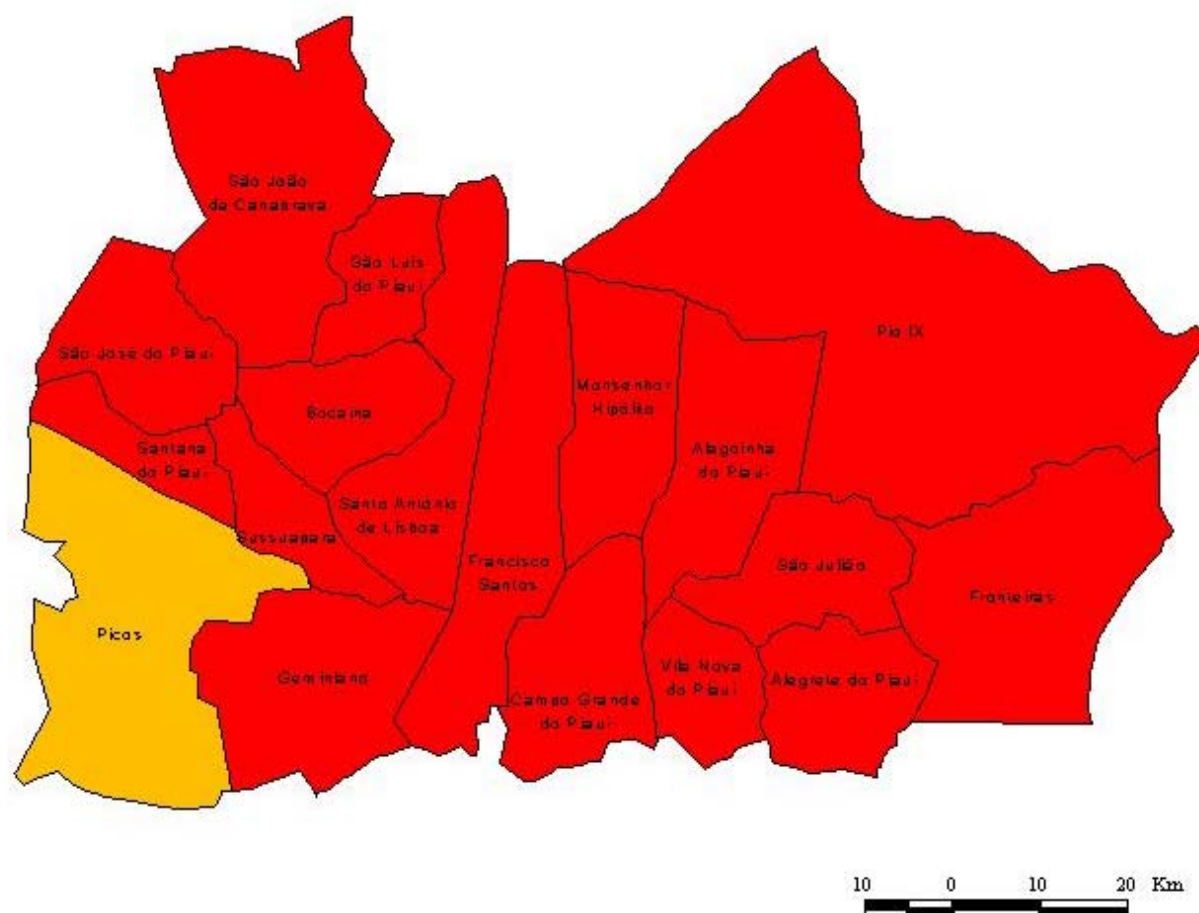 São João
da Canabrava
São Luis
do Piauí
São José do Piauí
Pio IX
Bocaina
Monsenhor
Hipólito
Santana
do Piauí
Alagoinha
do Piauí
Santo Antônio
de Lisboa
Sussuapara
Francisco
Santos
São Julião
Fronteiras
Picos
Geminiano
Vila Nova
do Piauí
Alegrete do Piauí
Campo Grande
do Piauí
10 0 10 20 Km